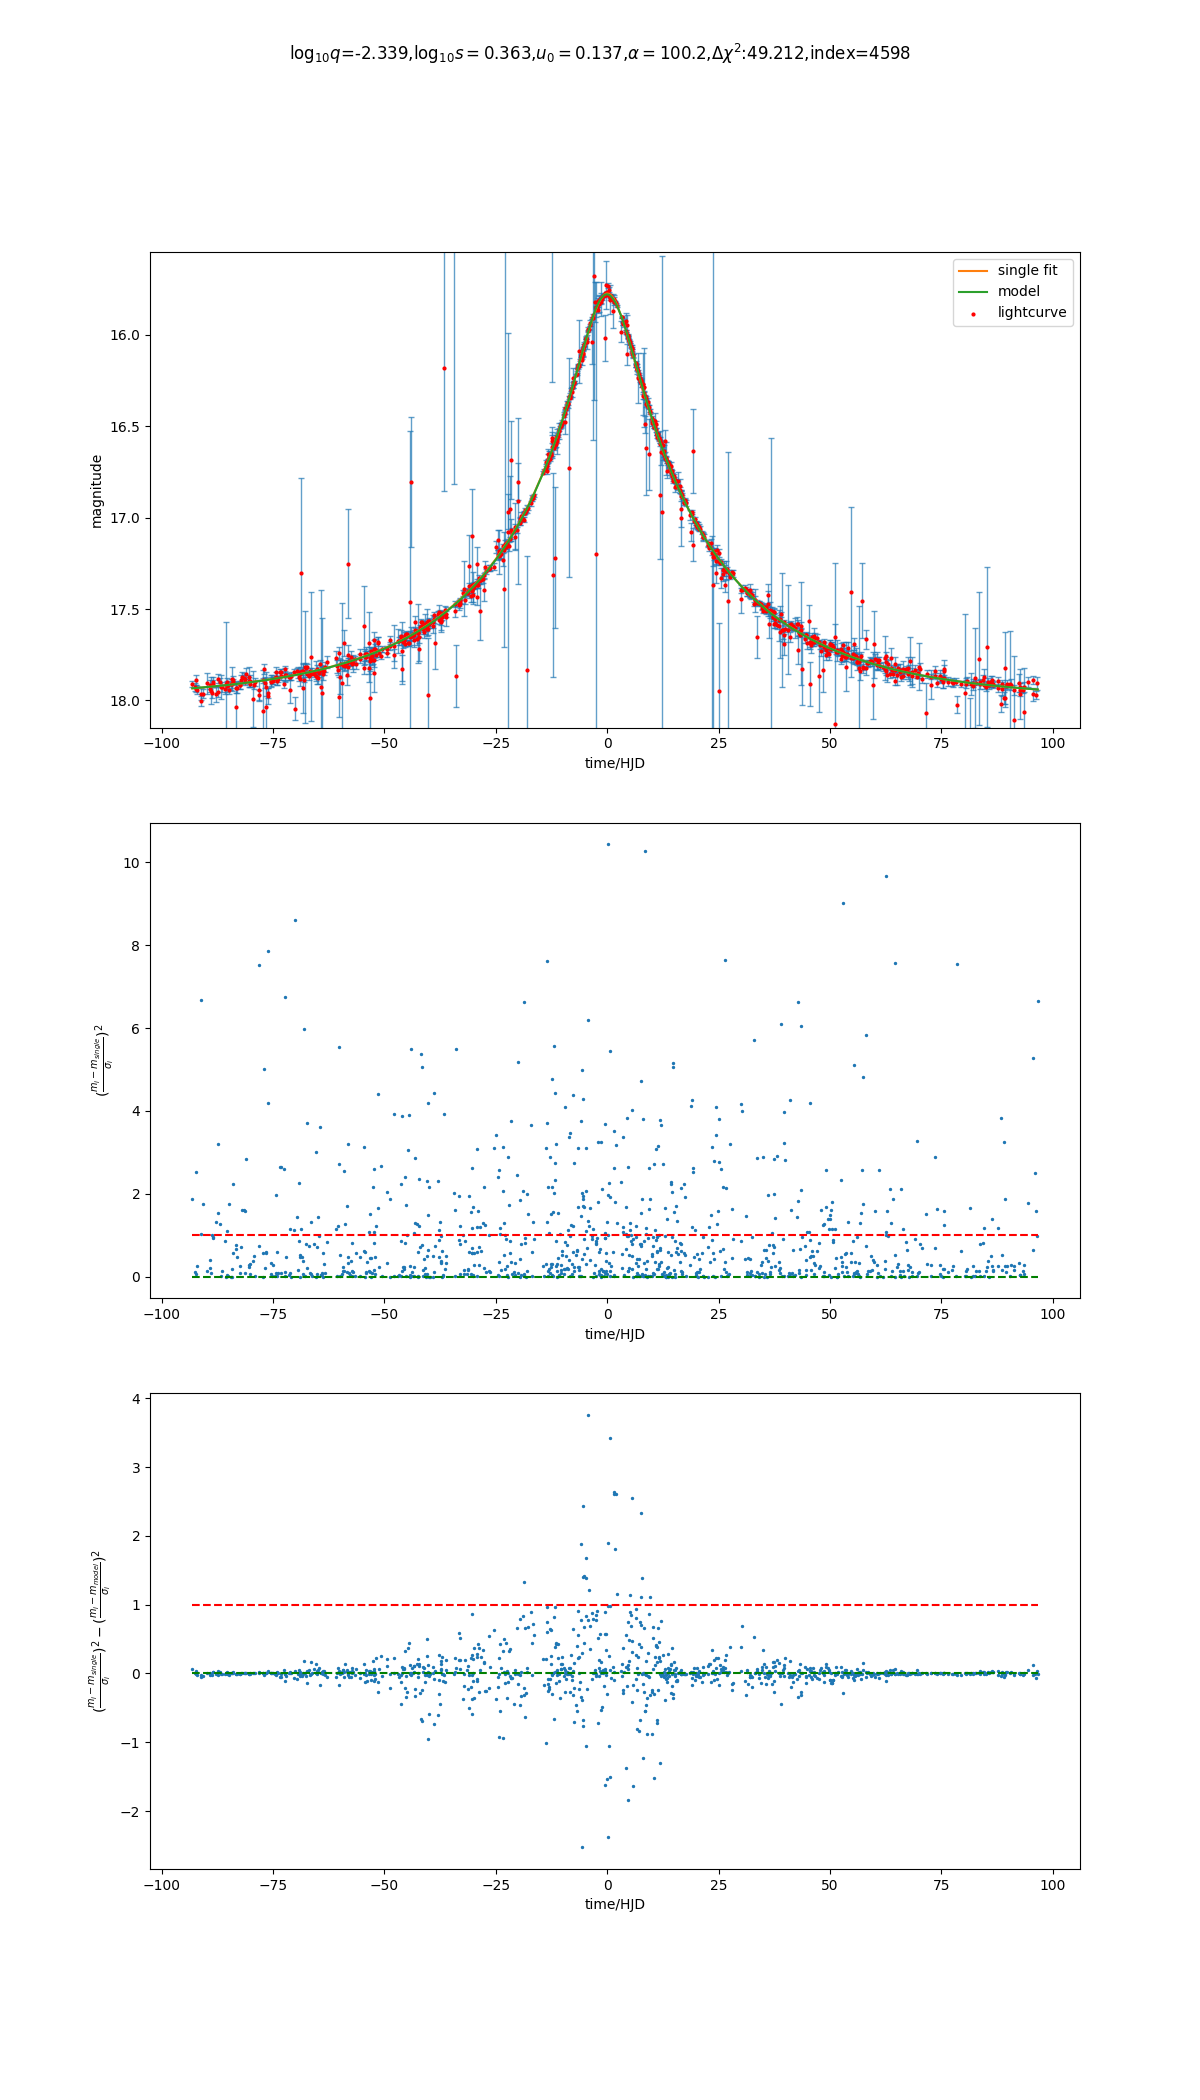 log₁₀q=-2.339,log₁₀s = 0.363,u₀ = 0.137,α = 100.2,Δχ²:49.212,index=4598
single fit
model
lightcurve
magnitude
16.0
16.5
17.0
17.5
18.0
−100 −75 −50 −25 0 25 50 75 100
time/HJD
((mᵢ − m_single)/σᵢ)²
10
8
6
4
2
0
−100 −75 −50 −25 0 25 50 75 100
time/HJD
((mᵢ − m_single)/σᵢ)² − ((mᵢ − m_model)/σᵢ)²
4
3
2
1
0
−1
−2
−100 −75 −50 −25 0 25 50 75 100
time/HJD